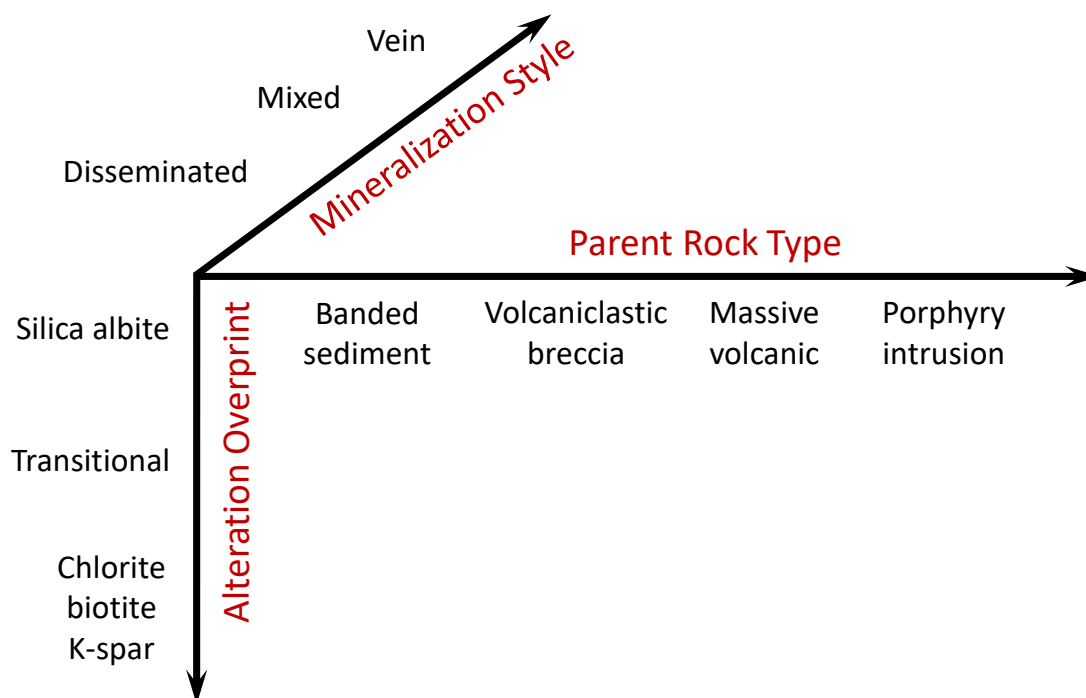 Vein
Mixed
Disseminated
Mineralization Style
Parent Rock Type
Silica albite
Transitional
Chlorite
biotite
K-spar
Alteration Overprint
Banded
sediment
Volcaniclastic
breccia
Massive
volcanic
Porphyry
intrusion